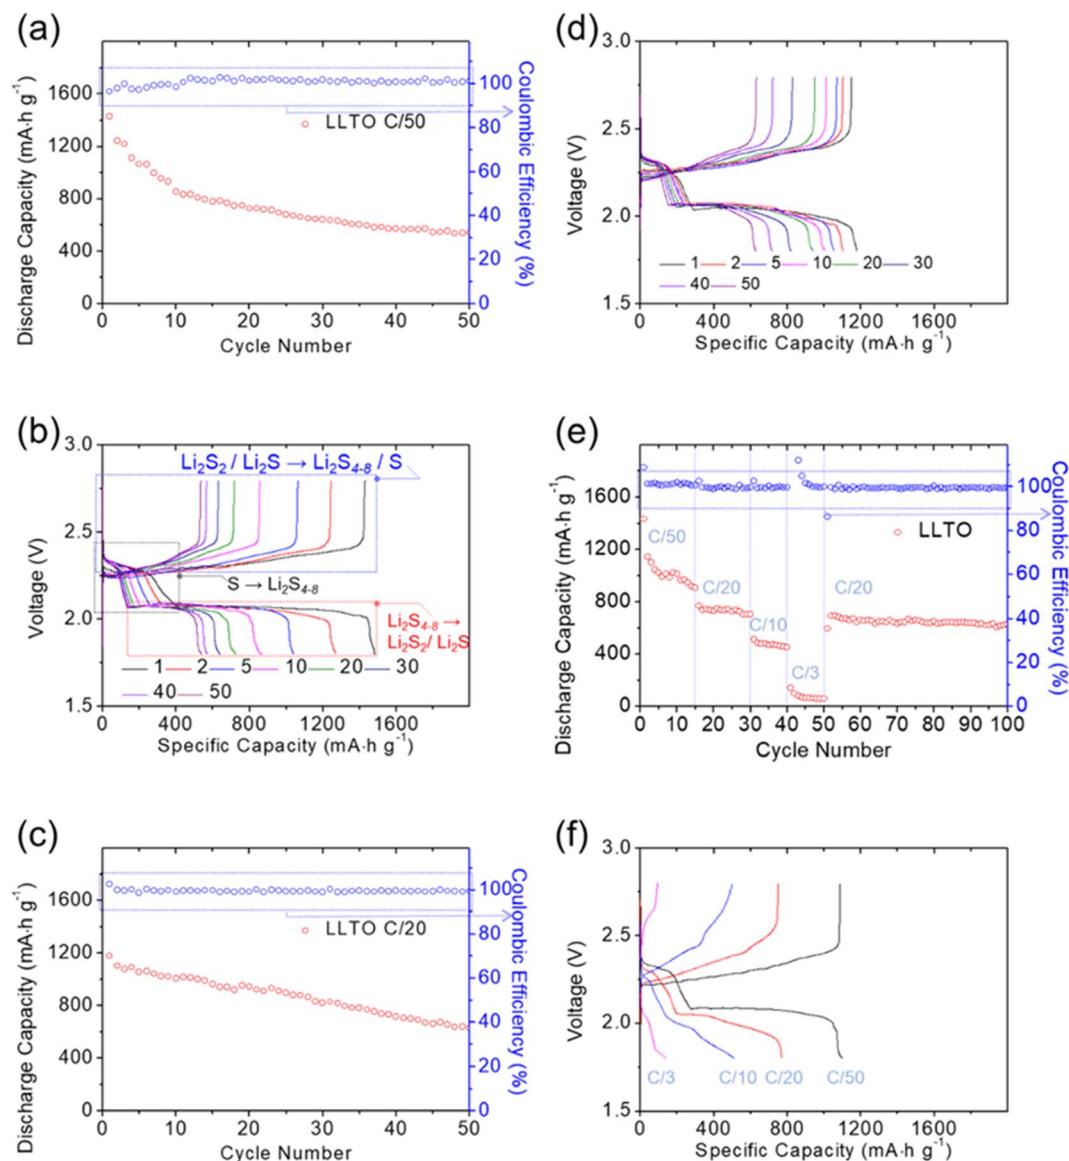 (a)
1600
1200
800
400
0
Discharge Capacity (mA·h g⁻¹)
0 10 20 30 40 50
Cycle Number
100
80
60
40
20
0
Coulombic Efficiency (%)
LLTO C/50
(b)
3.0
2.5
2.0
1.5
Voltage (V)
Li₂S₂ / Li₂S → Li₂S₄₋₈ / S
S → Li₂S₄₋₈
Li₂S₄₋₈ →
Li₂S₂/ Li₂S
1 2 5 10 20 30
40 50
0 400 800 1200 1600
Specific Capacity (mA·h g⁻¹)
(c)
1600
1200
800
400
0
Discharge Capacity (mA·h g⁻¹)
0 10 20 30 40 50
Cycle Number
100
80
60
40
20
0
Coulombic Efficiency (%)
LLTO C/20
(d)
3.0
2.5
2.0
1.5
Voltage (V)
1 2 5 10 20 30
40 50
0 400 800 1200 1600
Specific Capacity (mA·h g⁻¹)
(e)
1600
1200
800
400
0
Discharge Capacity (mA·h g⁻¹)
C/50
C/20
C/10
C/3
C/20
LLTO
0 10 20 30 40 50 60 70 80 90 100
Cycle Number
100
80
60
40
20
0
Coulombic Efficiency (%)
(f)
3.0
2.5
2.0
1.5
Voltage (V)
C/3 C/10 C/20 C/50
0 400 800 1200 1600
Specific Capacity (mA·h g⁻¹)